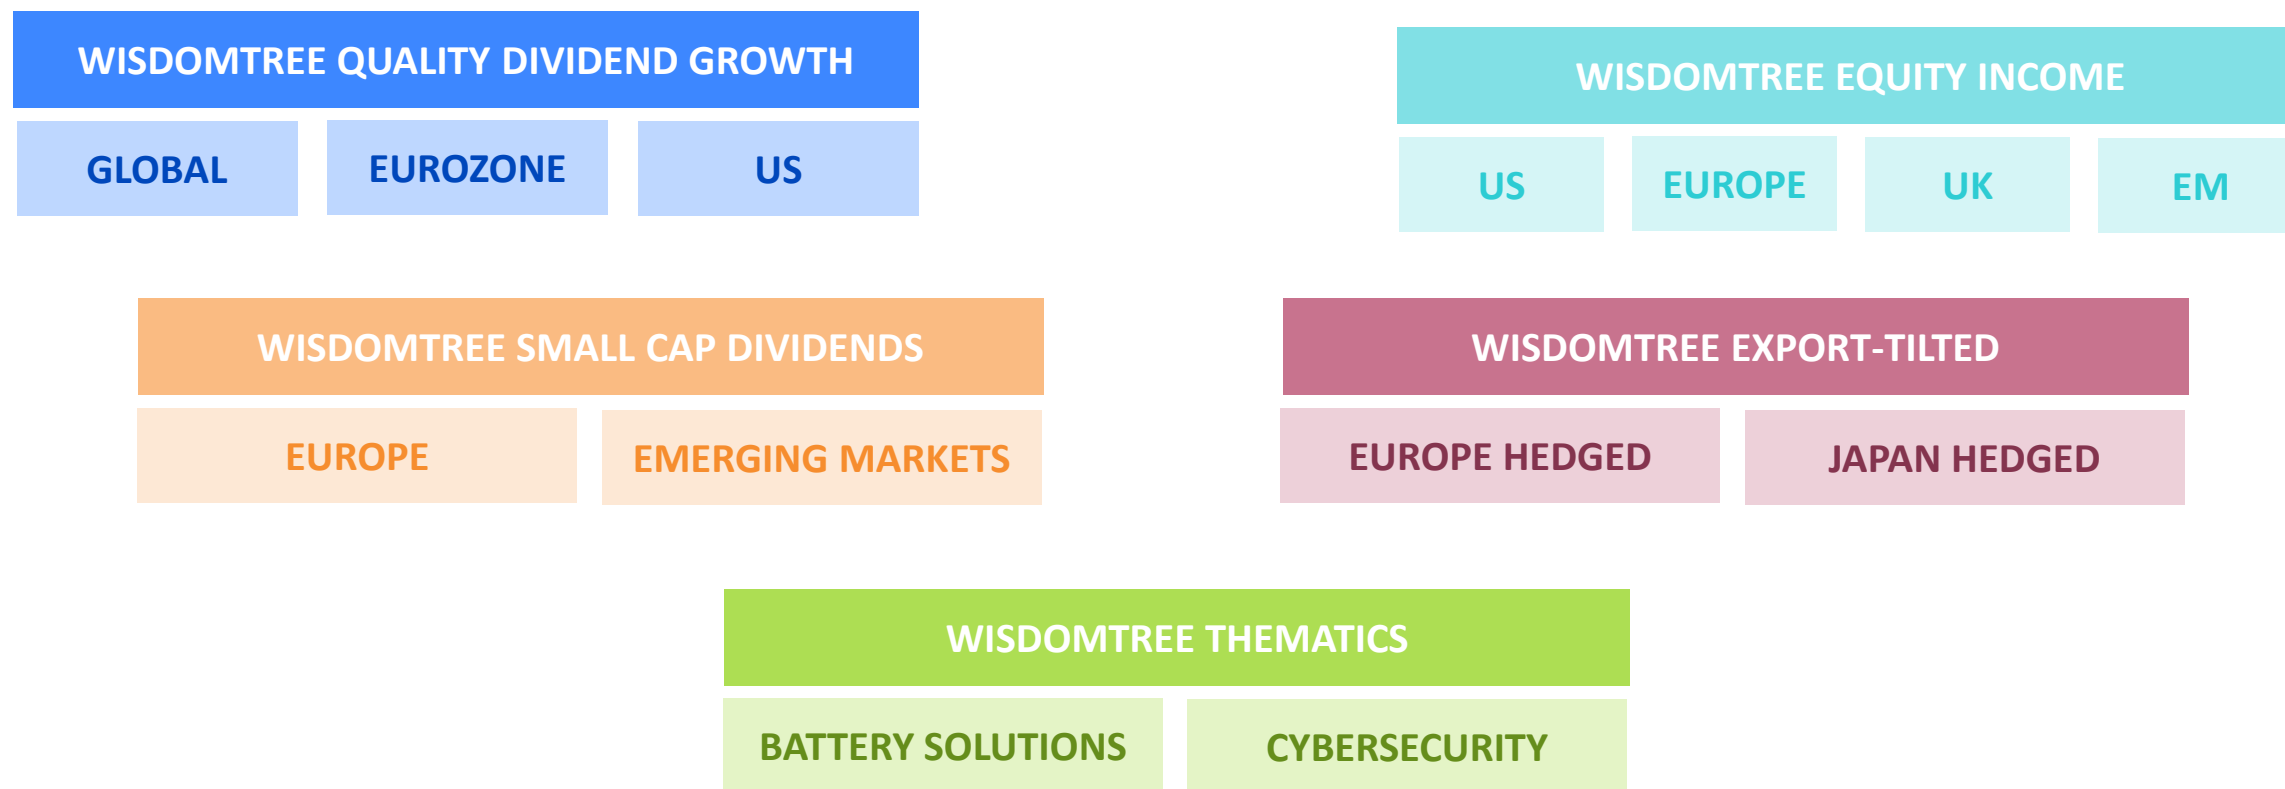 WISDOMTREE QUALITY DIVIDEND GROWTH
GLOBAL
EUROZONE
US
WISDOMTREE EQUITY INCOME
US
EUROPE
UK
EM
WISDOMTREE SMALL CAP DIVIDENDS
EUROPE
EMERGING MARKETS
WISDOMTREE EXPORT-TILTED
EUROPE HEDGED
JAPAN HEDGED
WISDOMTREE THEMATICS
BATTERY SOLUTIONS
CYBERSECURITY